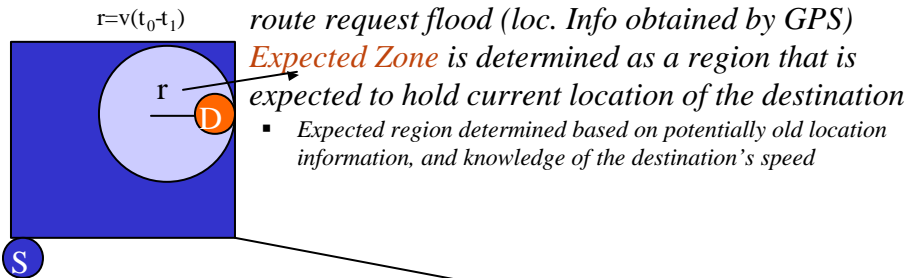 r=v(t₀-t₁)
route request flood (loc. Info obtained by GPS)
Expected Zone is determined as a region that is
expected to hold current location of the destination
▪ Expected region determined based on potentially old location
information, and knowledge of the destination's speed
r
D
S